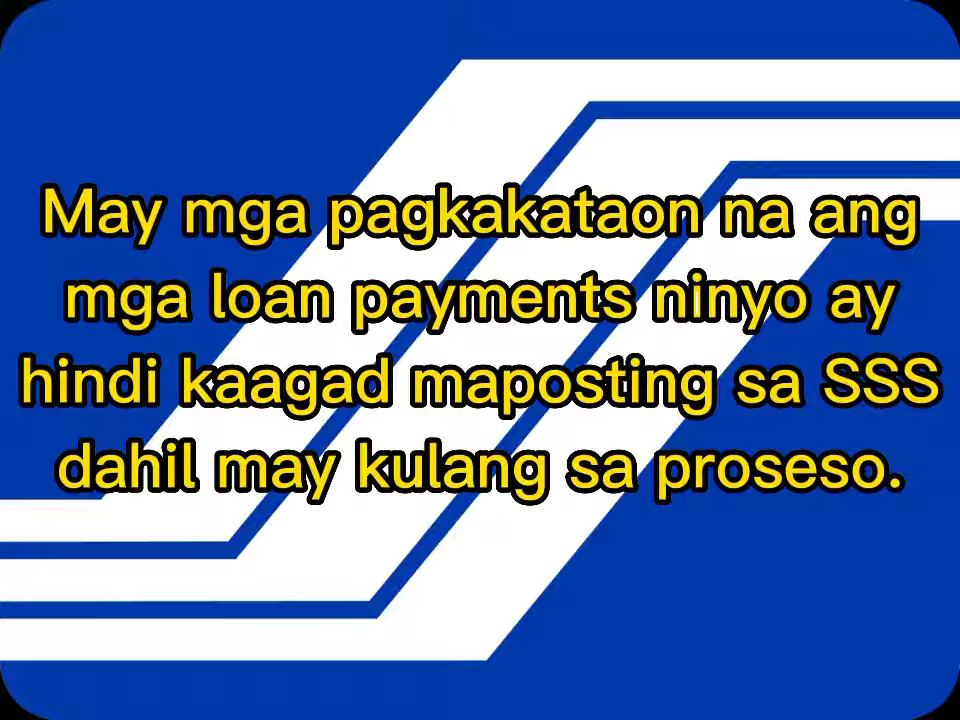 May mga pagkakataon na ang
mga loan payments ninyo ay
hindi kaagad maposting sa SSS
dahil may kulang sa proseso.